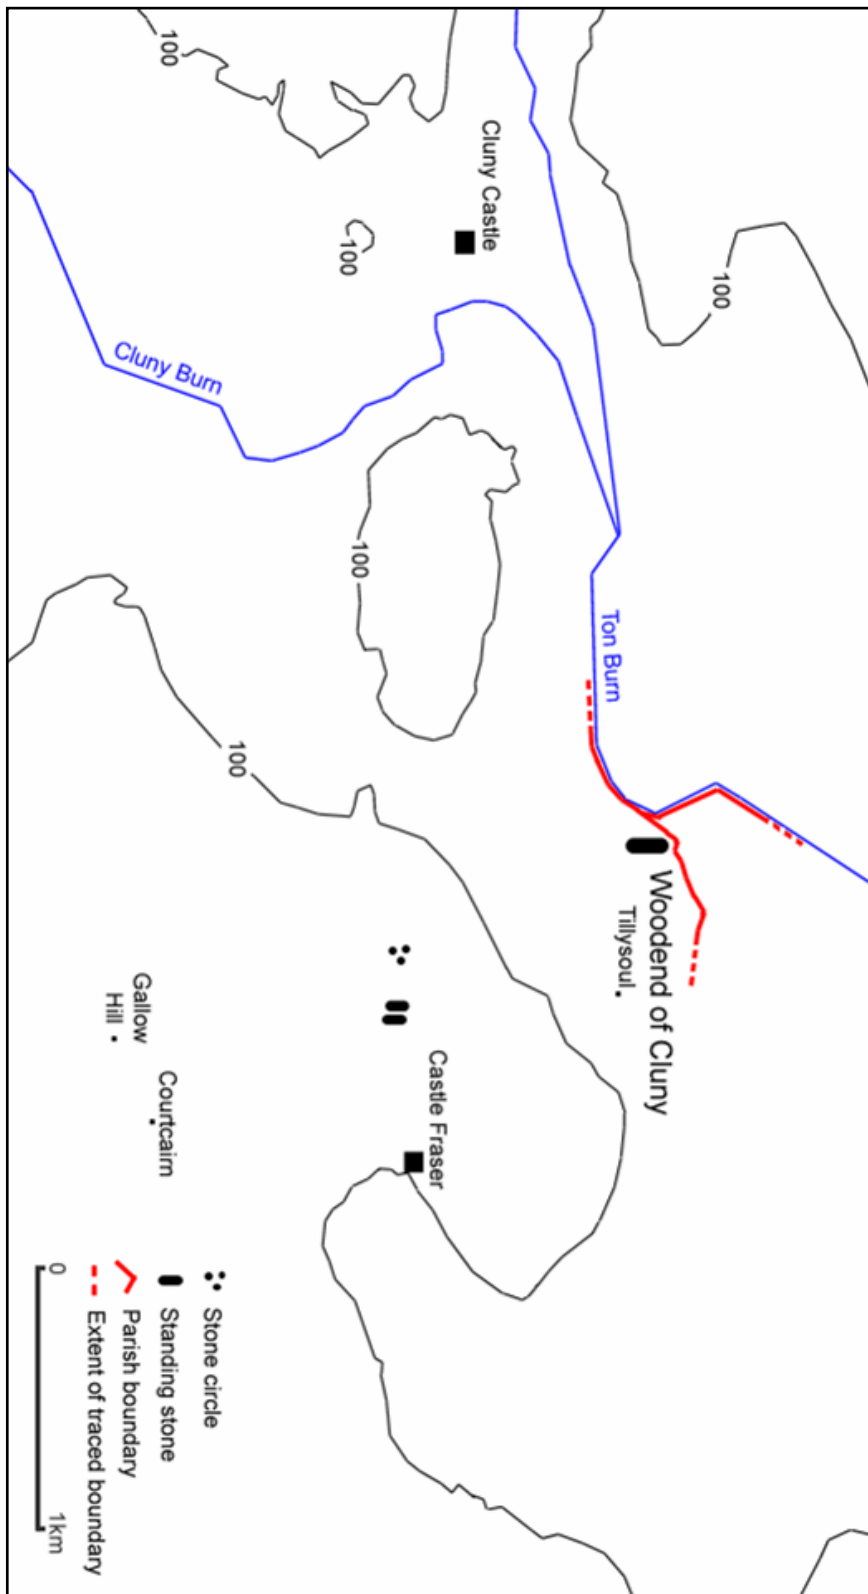 100
Cluny Castle
100
100
Cluny Burn
100
Ton Burn
100
Woodend of Cluny
Tillysoul
Castle Fraser
Gallow
Hill
Courtcairn
Stone circle
Standing stone
Parish boundary
Extent of traced boundary
0
1km